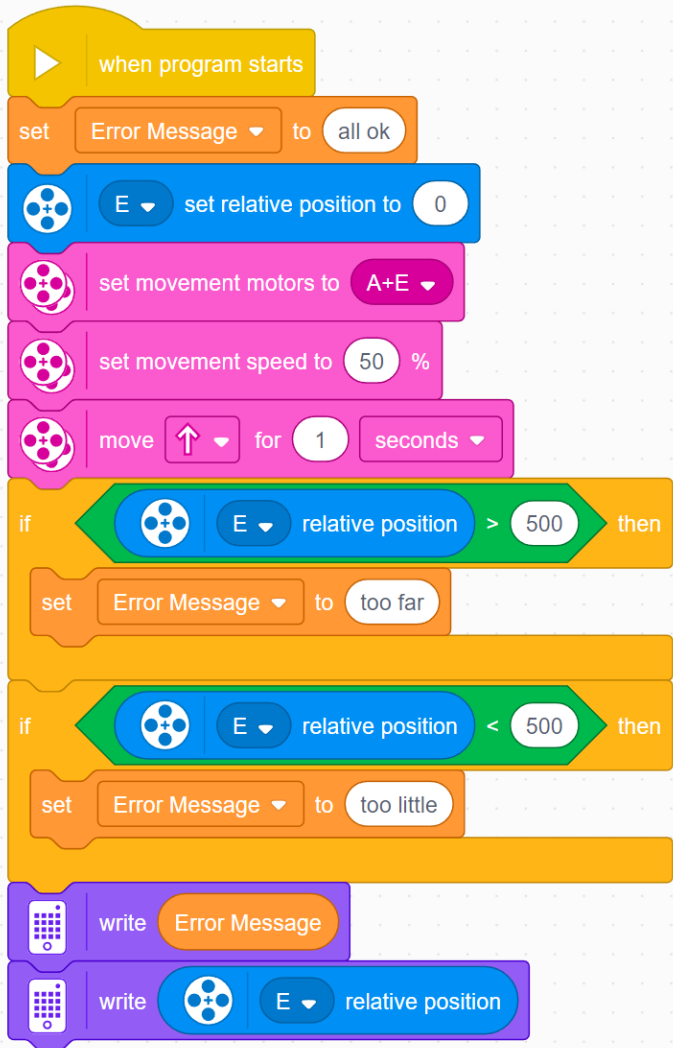 when program starts
set Error Message to all ok
E set relative position to 0
set movement motors to A+E
set movement speed to 50 %
move for 1 seconds
if E relative position > 500 then
set Error Message to too far
if E relative position < 500 then
set Error Message to too little
write Error Message
write E relative position